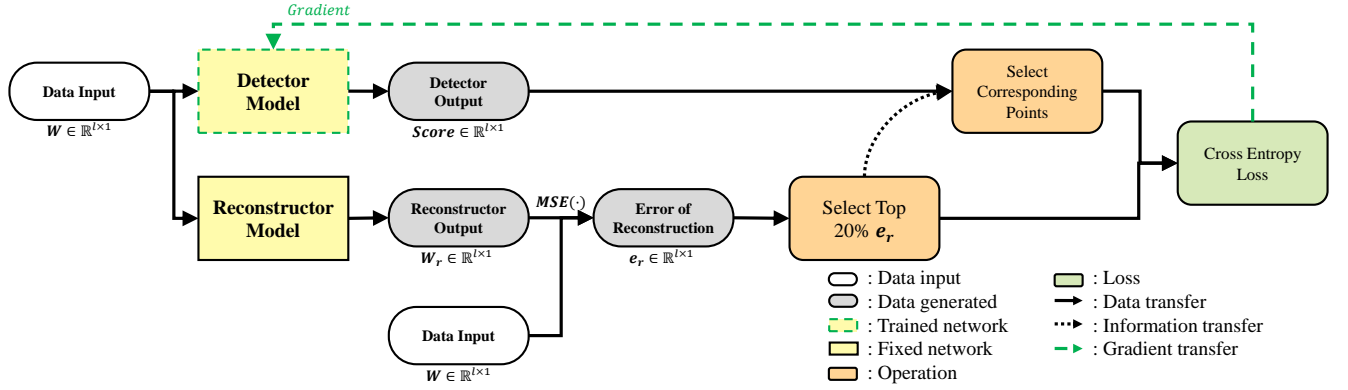 Gradient
Data Input
W ∈ ℝ^{l×1}
Detector
Model
Detector
Output
Score ∈ ℝ^{l×1}
Select
Corresponding
Points
Cross Entropy
Loss
Reconstructor
Model
Reconstructor
Output
W_r ∈ ℝ^{l×1}
MSE(·)
Error of
Reconstruction
e_r ∈ ℝ^{l×1}
Select Top
20% e_r
Data Input
W ∈ ℝ^{l×1}
: Data input
: Data generated
: Trained network
: Fixed network
: Operation
: Loss
: Data transfer
: Information transfer
: Gradient transfer